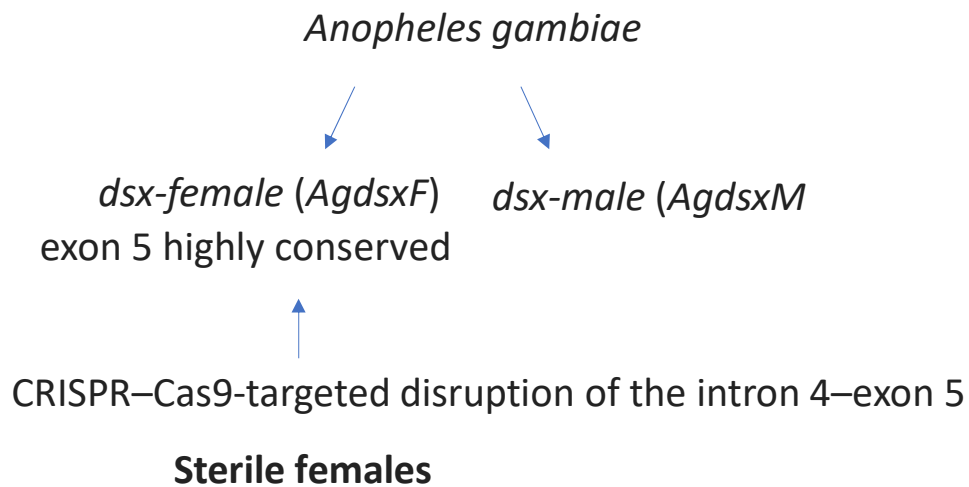 Anopheles gambiae
dsx-female (AgdsxF) dsx-male (AgdsxM
exon 5 highly conserved
CRISPR–Cas9-targeted disruption of the intron 4–exon 5
Sterile females